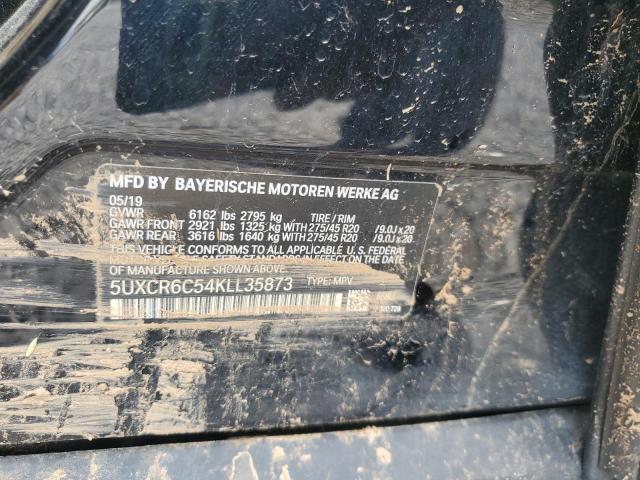 MFD BY BAYERISCHE MOTOREN WERKE AG
05/19
GVWR 6162 lbs 2795 kg TIRE/RIM
GAWR FRONT 2921 lbs 1325 kg WITH 275/45 R20 /9.0J x 20
GAWR REAR 3616 lbs 1640 kg WITH 275/45 R20 /9.0J x 20
THIS VEHICLE CONFORMS TO ALL APPLICABLE U.S. FEDERAL
DATE OF MANUFACTURE SHOWN ABOVE.
5UXCR6C54KLL35873 TYPE: MPV